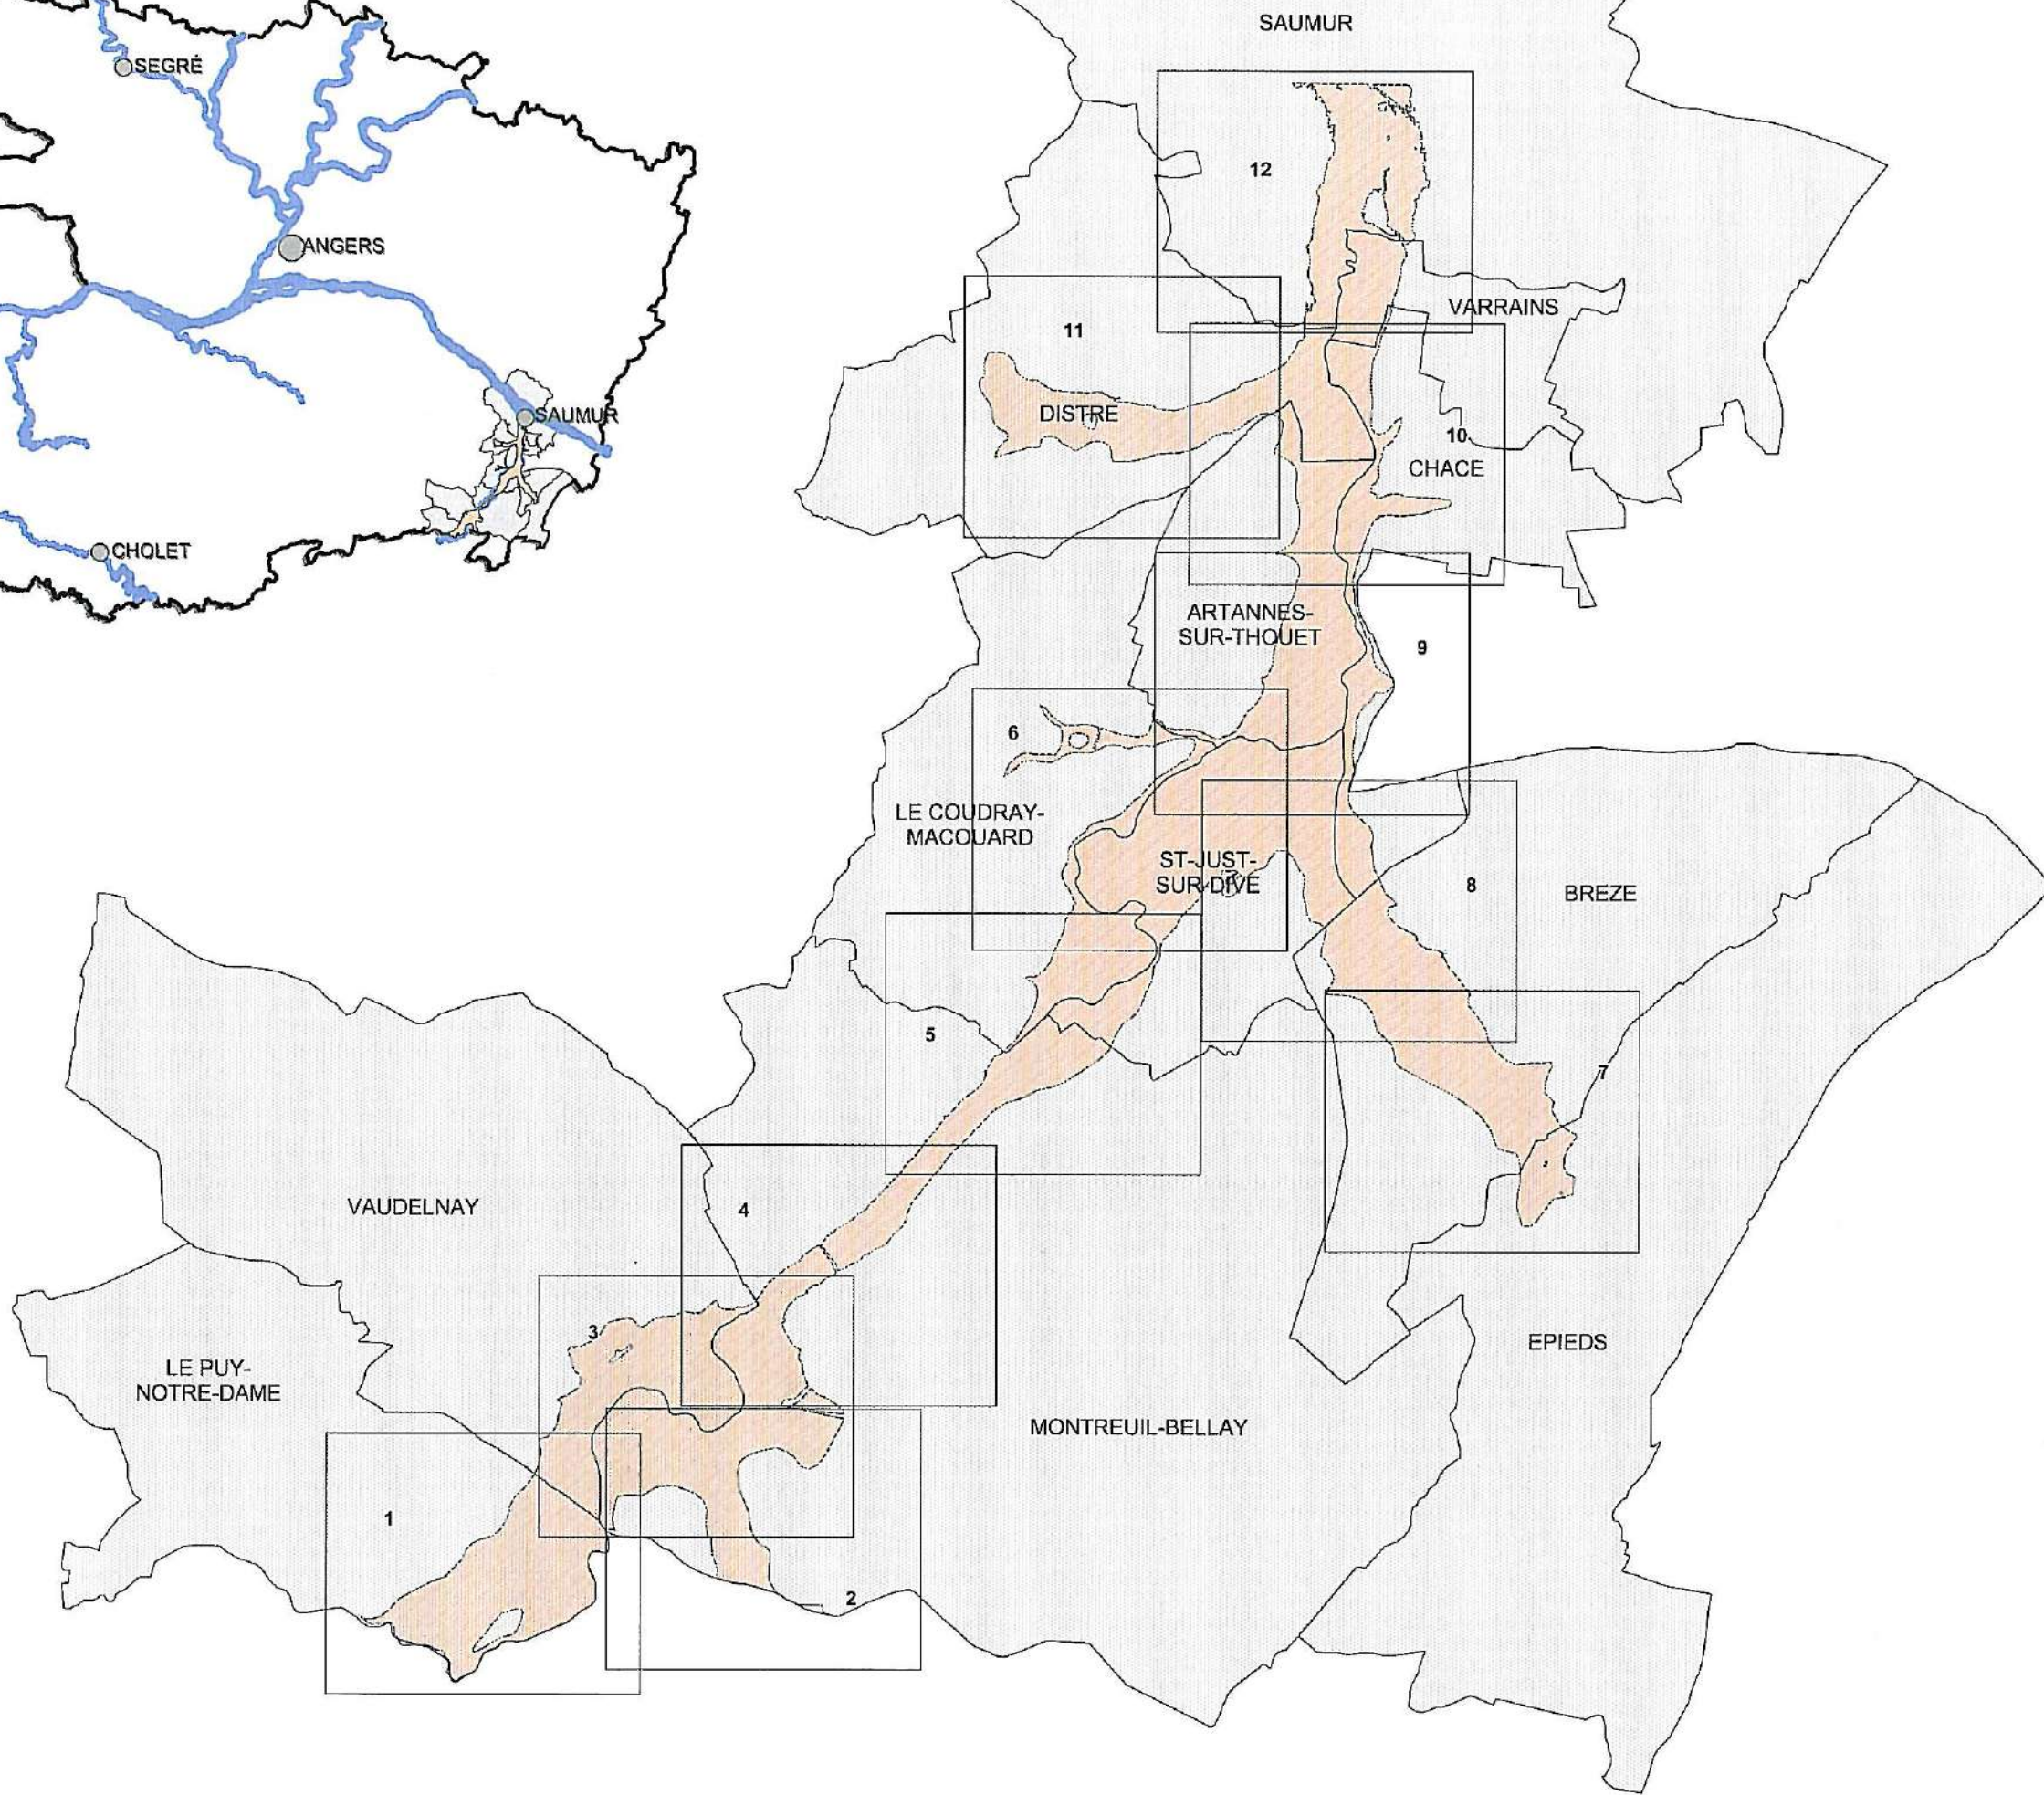 SEGRÉ
ANGERS
SAUMUR
CHOLET
SAUMUR
12
VARRAINS
11
DISTRE
10
CHACE
ARTANNES-
SUR-THOUET
9
6
LE COUDRAY-
MACOUARD
ST-JUST-
SUR-DIVE
8
BREZE
5
7
VAUDELNAY
4
3
EPIEDS
LE PUY-
NOTRE-DAME
MONTREUIL-BELLAY
1
2